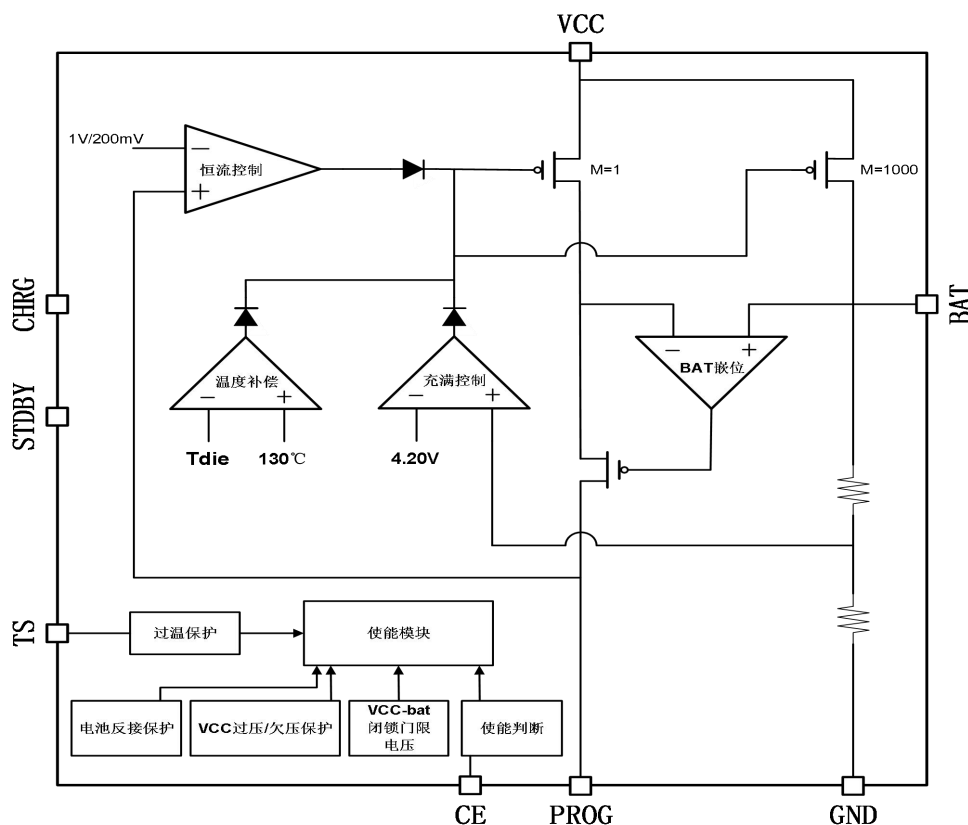 VCC
1V/200mV
−
恒流控制
+
M=1
M=1000
CHRG
BAT
− +
BAT嵌位
温度补偿
− +
充满控制
− +
STDBY
Tdie
130℃
4.20V
TS
过温保护
使能模块
电池反接保护
VCC过压/欠压保护
VCC-bat
闭锁门限
电压
使能判断
CE
PROG
GND